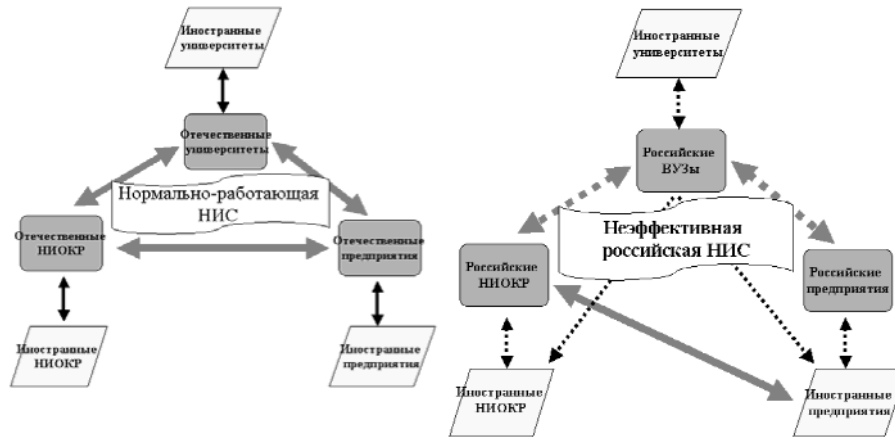 Иностранные
университеты
Отечественные
университеты
Нормально-работающая
НИС
Отечественные
НИОКР
Отечественные
предприятия
Иностранные
НИОКР
Иностранные
предприятия
Иностранные
университеты
Российские
ВУЗы
Неэффективная
российская НИС
Российские
НИОКР
Российские
предприятия
Иностранные
НИОКР
Иностранные
предприятия